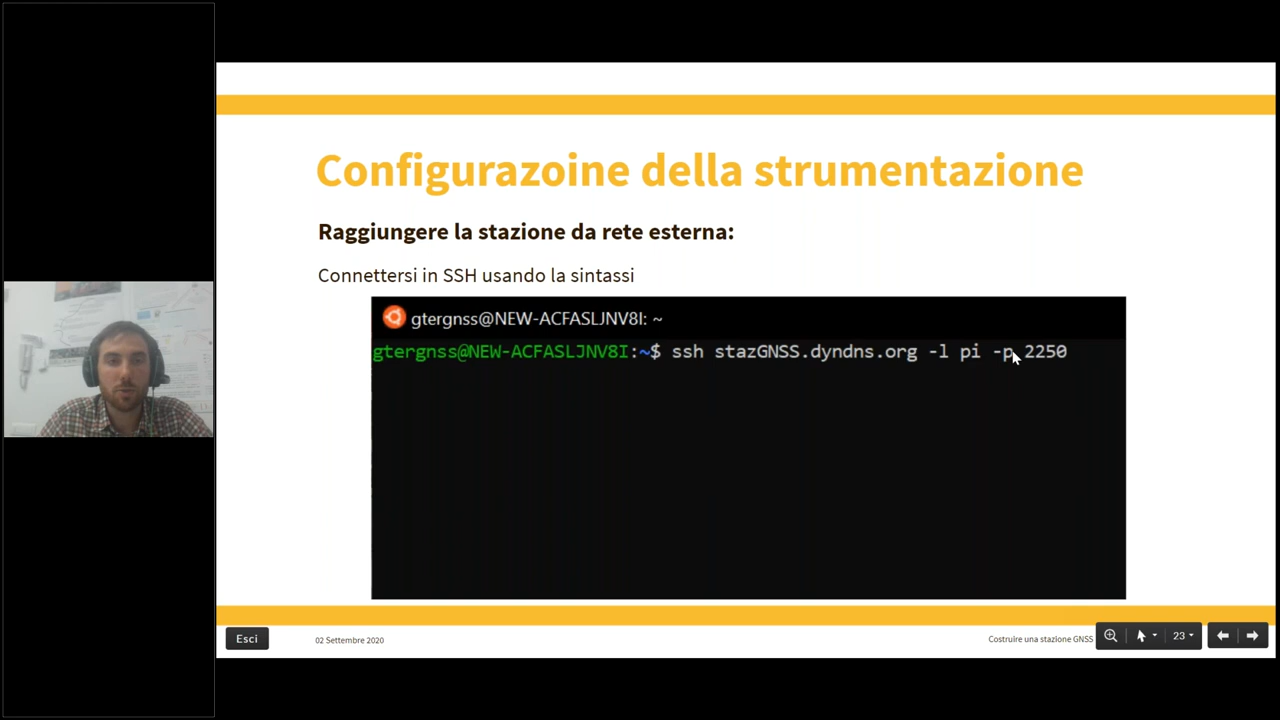 Configurazoine della strumentazione
Raggiungere la stazione da rete esterna:
Connettersi in SSH usando la sintassi
gtergnss@NEW-ACFASLJNV8I: ~
gtergnss@NEW-ACFASLJNV8I:~$ ssh stazGNSS.dyndns.org -l pi -p 2250
Esci
02 Settembre 2020
Costruire una stazione GNSS
23